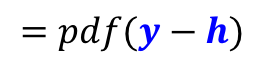 = pdf(y − h)